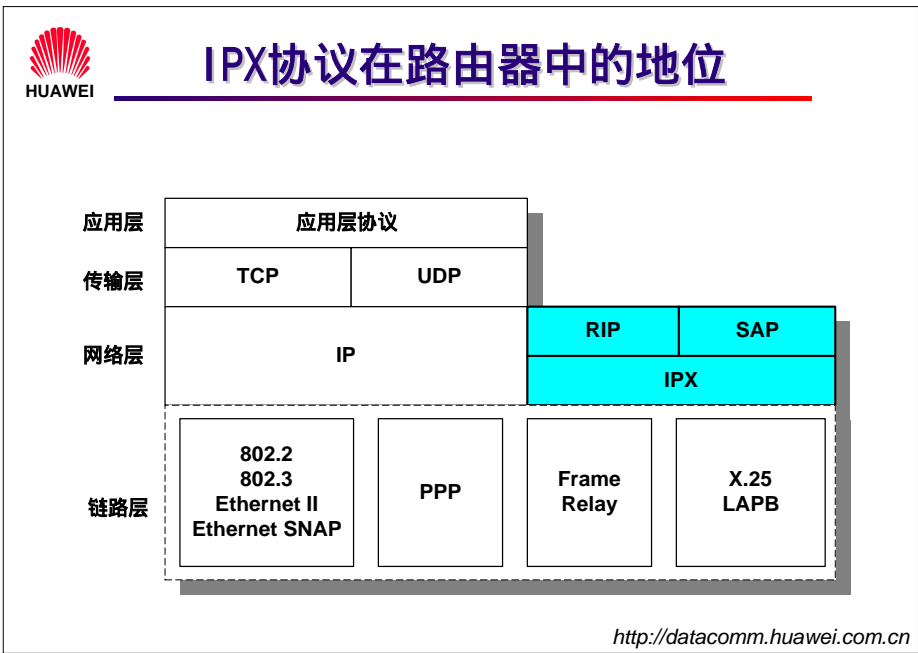 HUAWEI
IPX协议在路由器中的地位
应用层
应用层协议
传输层
TCP
UDP
网络层
IP
RIP
SAP
IPX
链路层
802.2
802.3
Ethernet II
Ethernet SNAP
PPP
Frame
Relay
X.25
LAPB
http://datacomm.huawei.com.cn